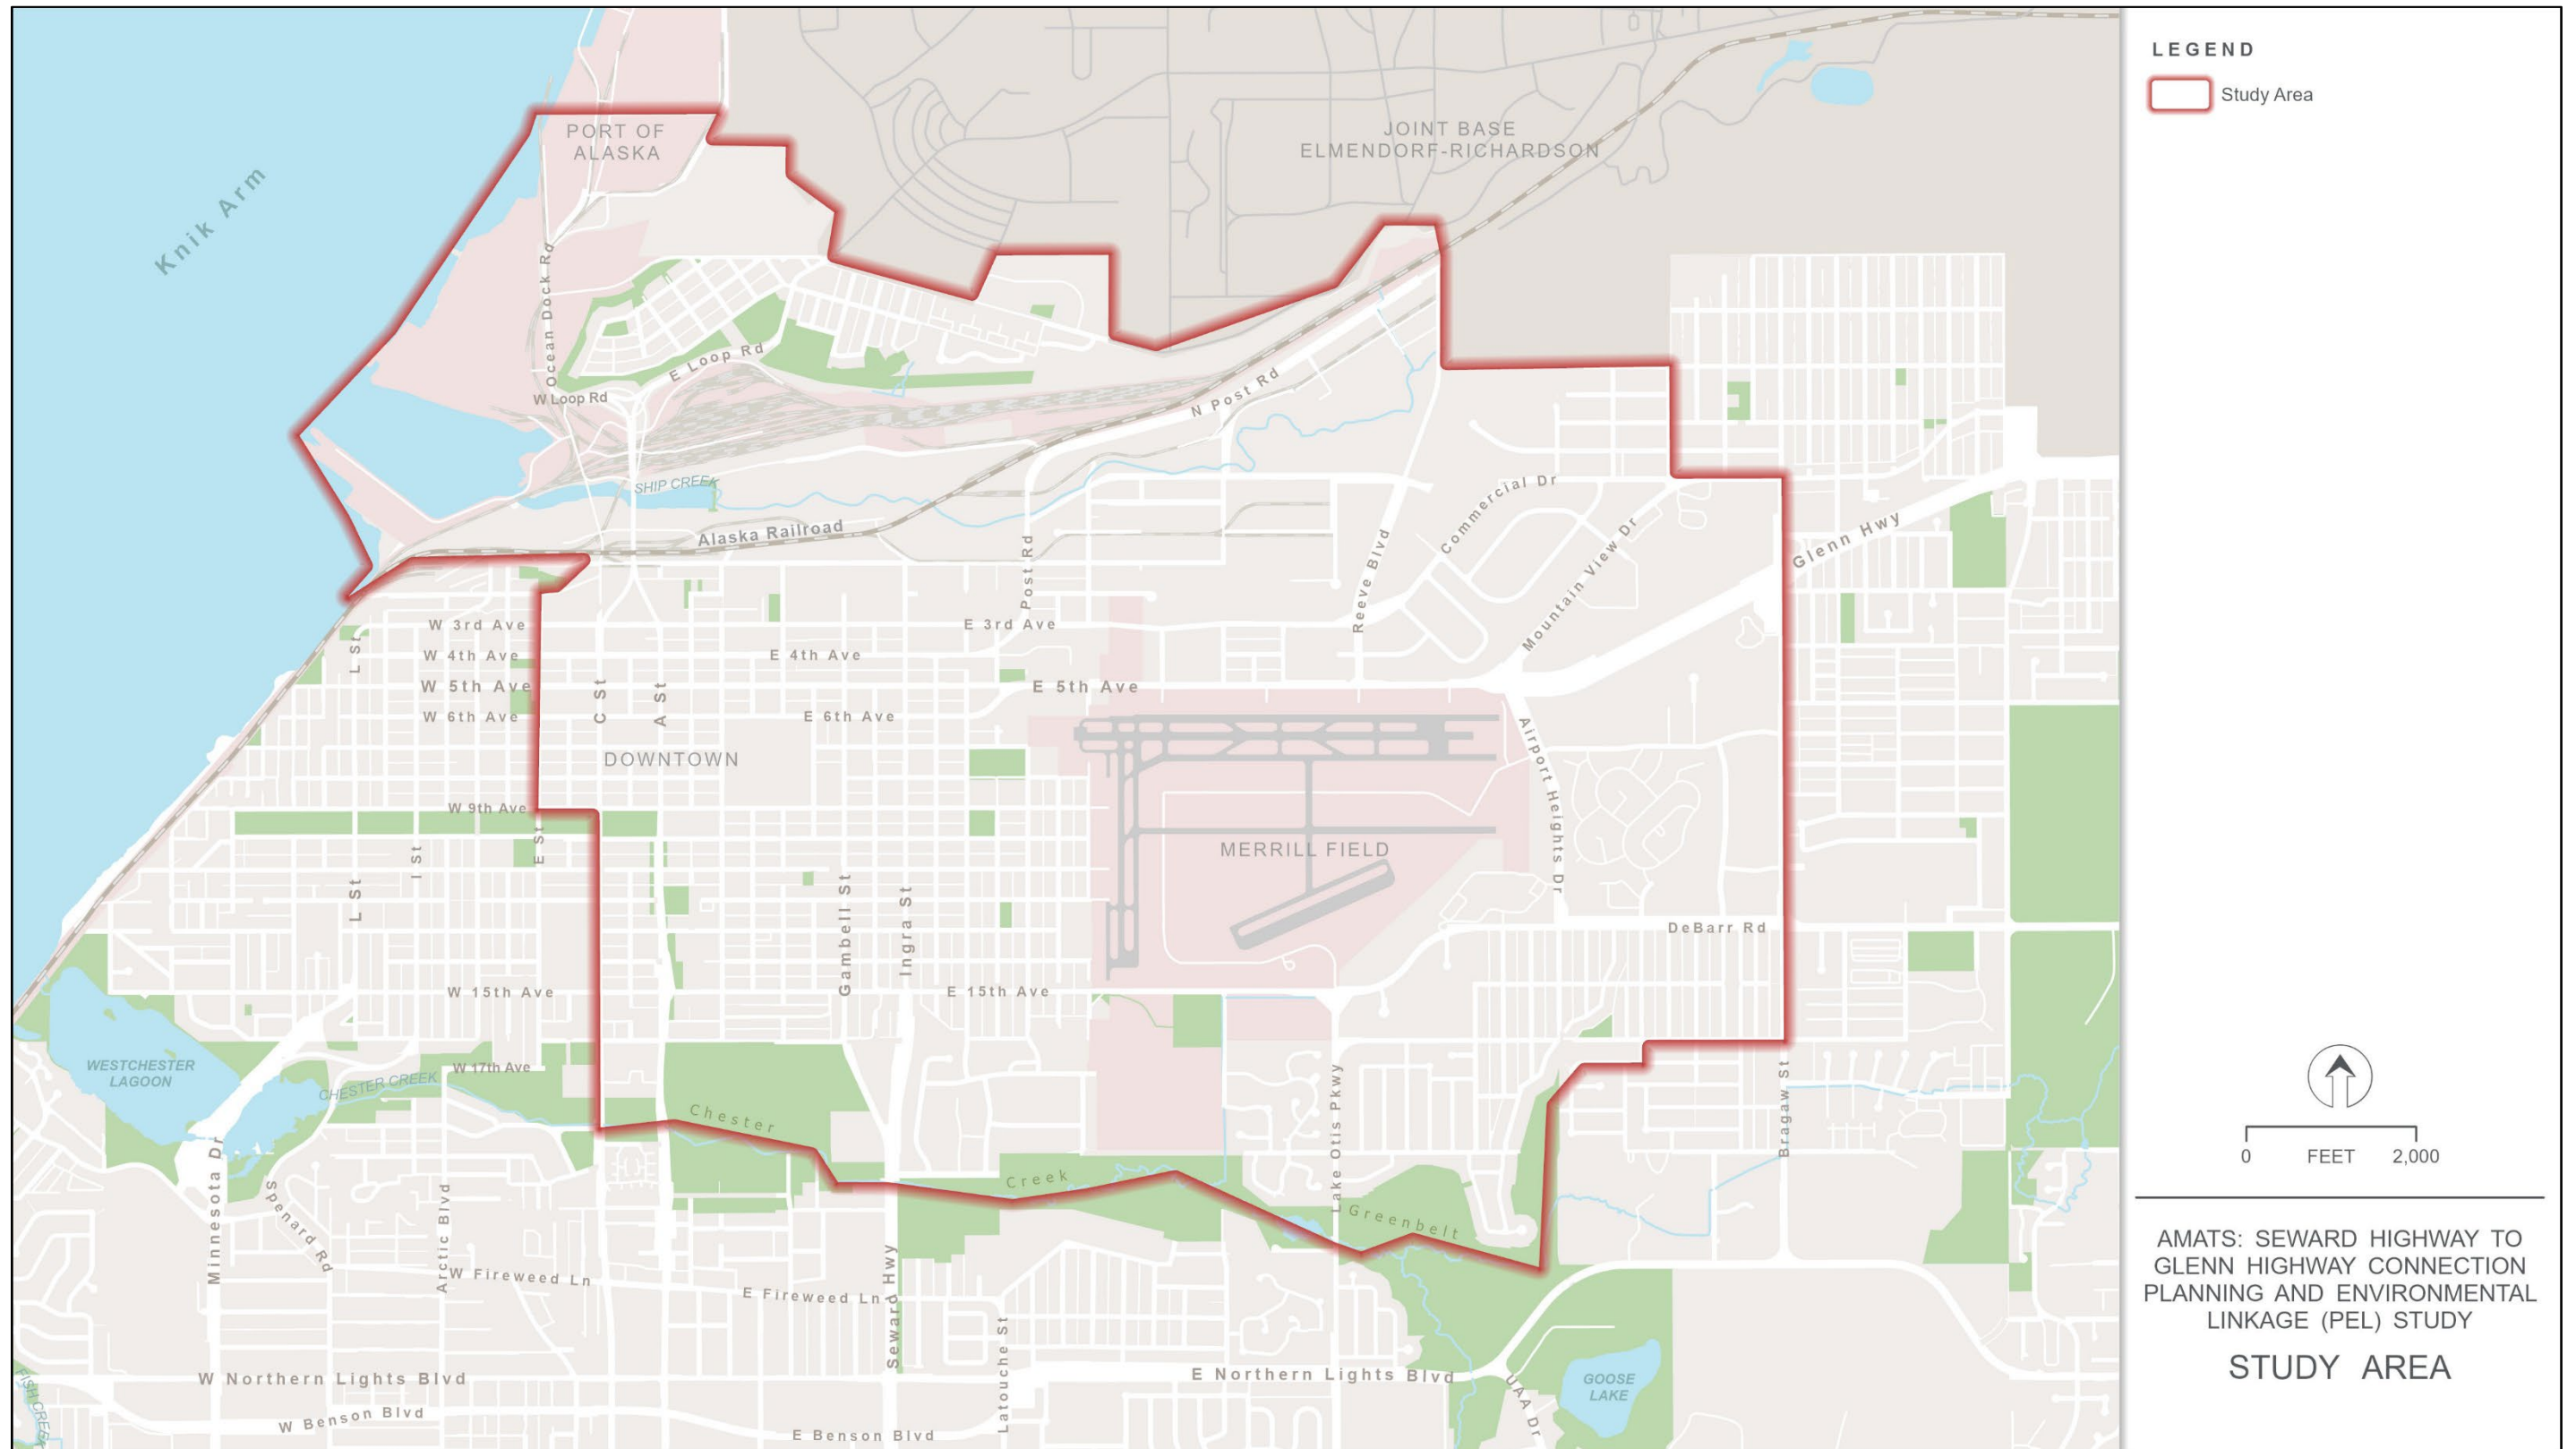 LEGEND
Study Area
PORT OF
ALASKA
JOINT BASE
ELMENDORF-RICHARDSON
Knik Arm
Ocean Dock Rd
E Loop Rd
W Loop Rd
N Post Rd
SHIP CREEK
Alaska Railroad
Commercial Dr
Mountain View Dr
Glenn Hwy
Post Rd
Reeve Blvd
W 3rd Ave
E 3rd Ave
L St
W 4th Ave
E 4th Ave
W 5th Ave
E 5th Ave
C St
A St
W 6th Ave
E 6th Ave
Airport Heights Dr
DOWNTOWN
W 9th Ave
E St
I St
MERRILL FIELD
L St
Gambell St
Ingra St
DeBarr Rd
W 15th Ave
E 15th Ave
WESTCHESTER
LAGOON
W 17th Ave
CHESTER CREEK
Chester
Creek
Greenbelt
Lake Otis Pkwy
Bragaw St
Minnesota Dr
Spenard Rd
Arctic Blvd
W Fireweed Ln
E Fireweed Ln
Seward Hwy
Latouche St
W Northern Lights Blvd
E Northern Lights Blvd
UAA Dr
GOOSE
LAKE
FISH CREEK
W Benson Blvd
E Benson Blvd
0 FEET 2,000
AMATS: SEWARD HIGHWAY TO
GLENN HIGHWAY CONNECTION
PLANNING AND ENVIRONMENTAL
LINKAGE (PEL) STUDY
STUDY AREA